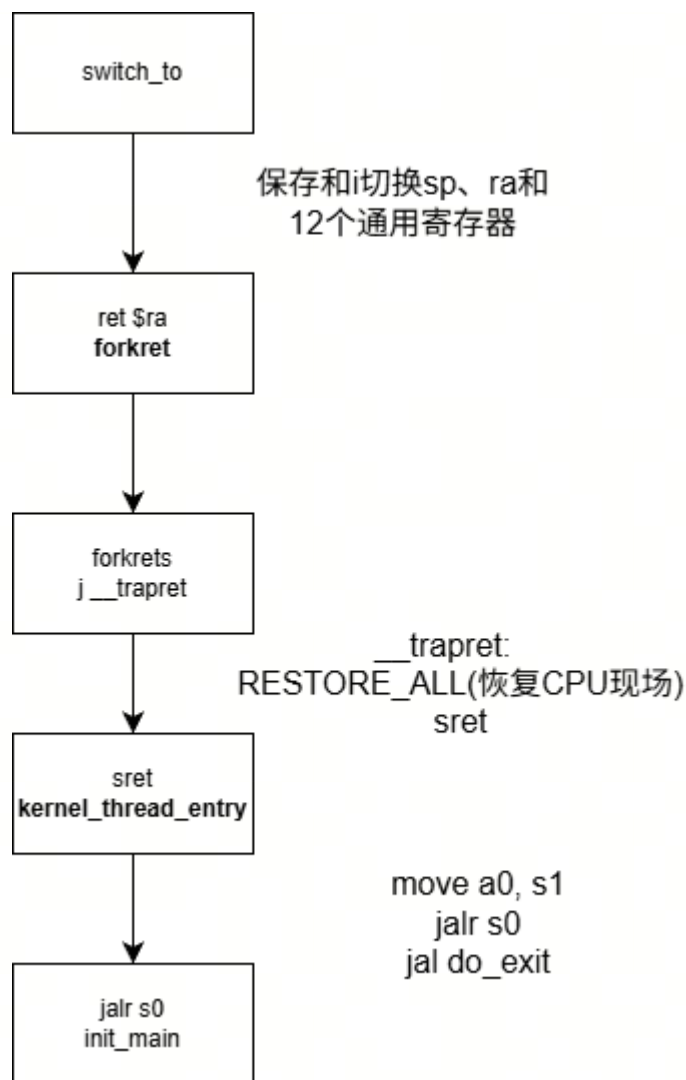 switch_to
保存和i切换sp、ra和
12个通用寄存器
ret $ra
forkret
forkrets
j __trapret
__trapret:
RESTORE_ALL(恢复CPU现场)
sret
sret
kernel_thread_entry
move a0, s1
jalr s0
jal do_exit
jalr s0
init_main